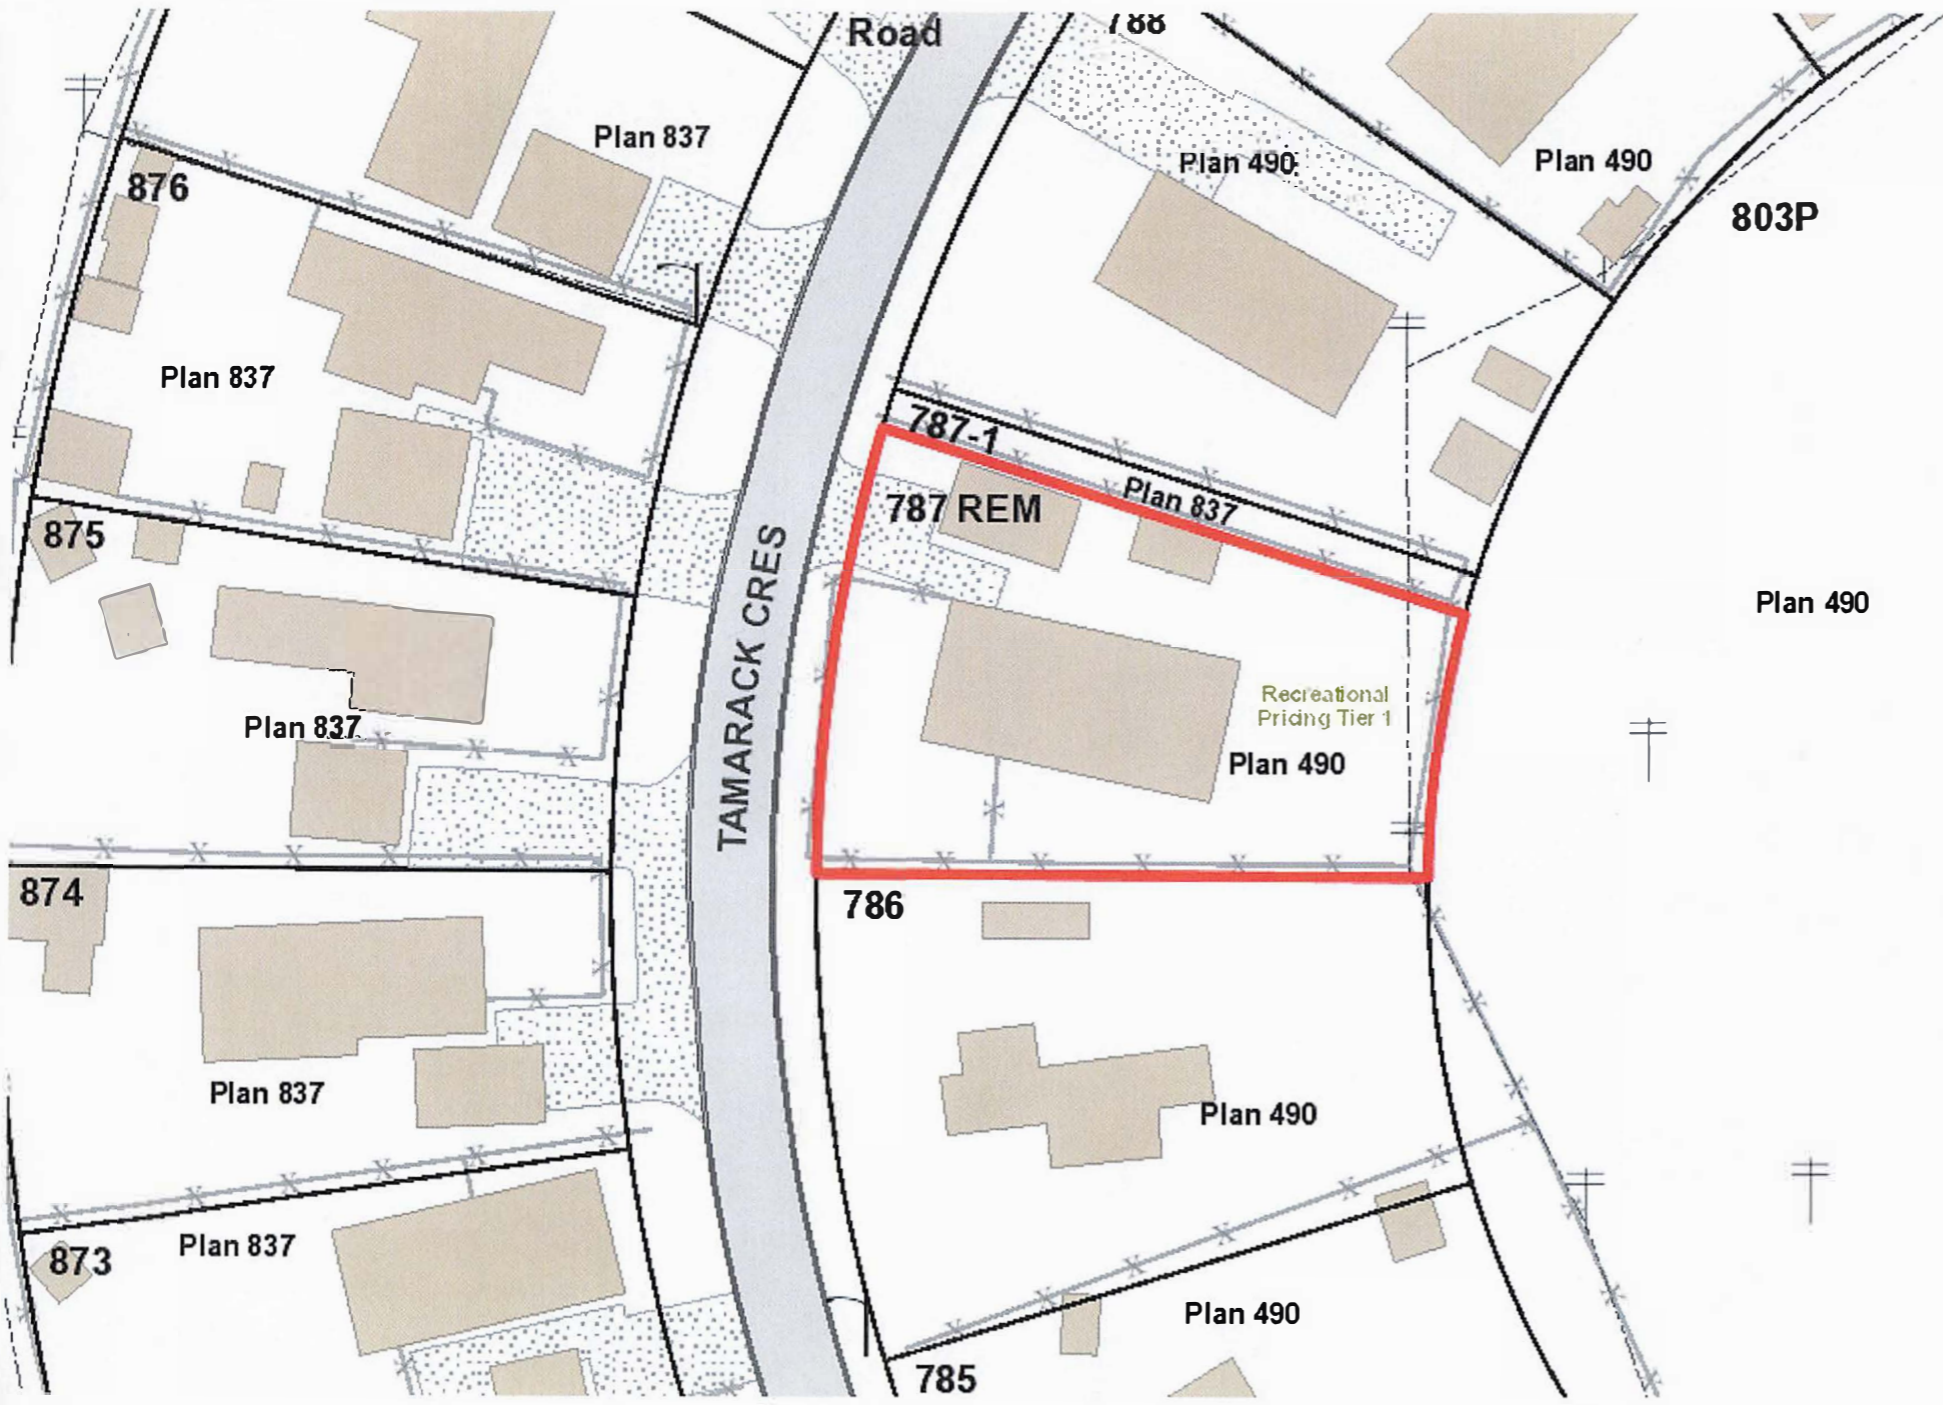 Road
788
Plan 837
Plan 490
Plan 490
876
803P
Plan 837
787-1
Plan 837
787 REM
875
TAMARACK CRES
Plan 490
Recreational
Pricing Tier 1
Plan 837
Plan 490
874
786
Plan 837
Plan 490
873
Plan 837
Plan 490
785